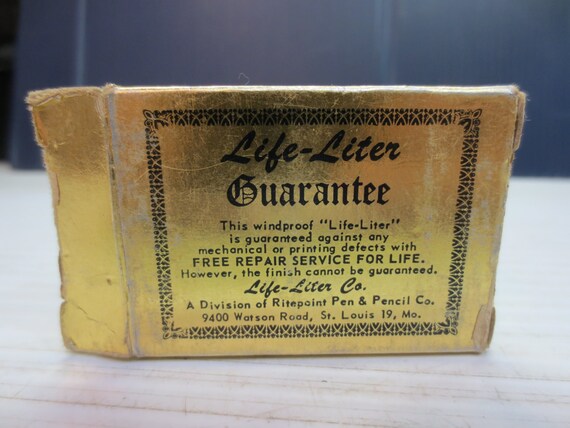 Life-Liter
Guarantee
This windproof "Life-Liter"
is guaranteed against any
mechanical or printing defects with
FREE REPAIR SERVICE FOR LIFE.
However, the finish cannot be guaranteed.
Life-Liter Co.
A Division of Ritepoint Pen & Pencil Co.
9400 Watson Road, St. Louis 19, Mo.